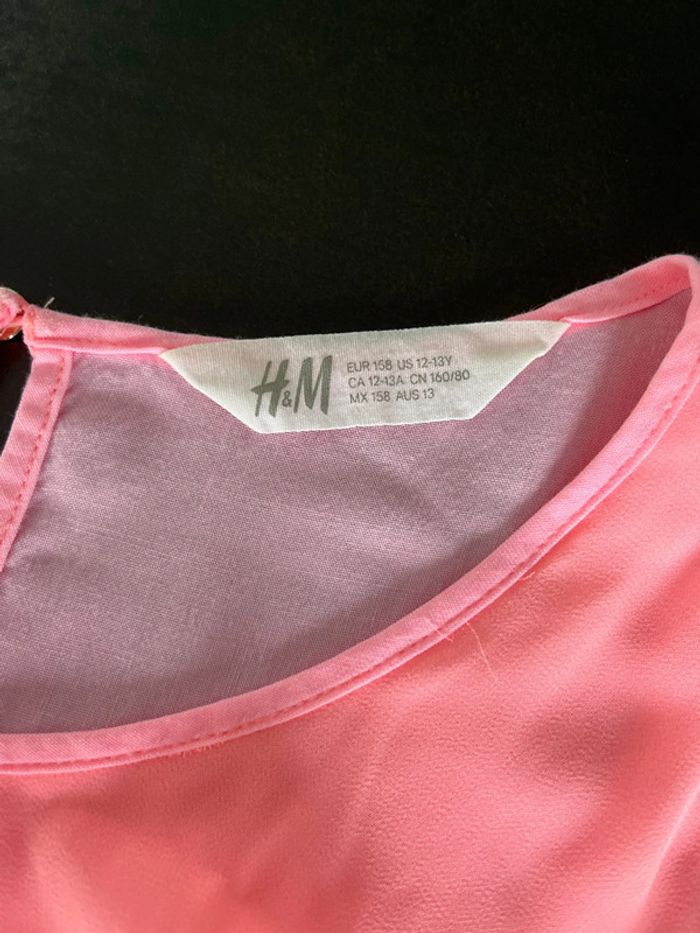 H&M
EUR 158 US 12-13Y
CA 12-13A CN 160/80
MX 158 AUS 13